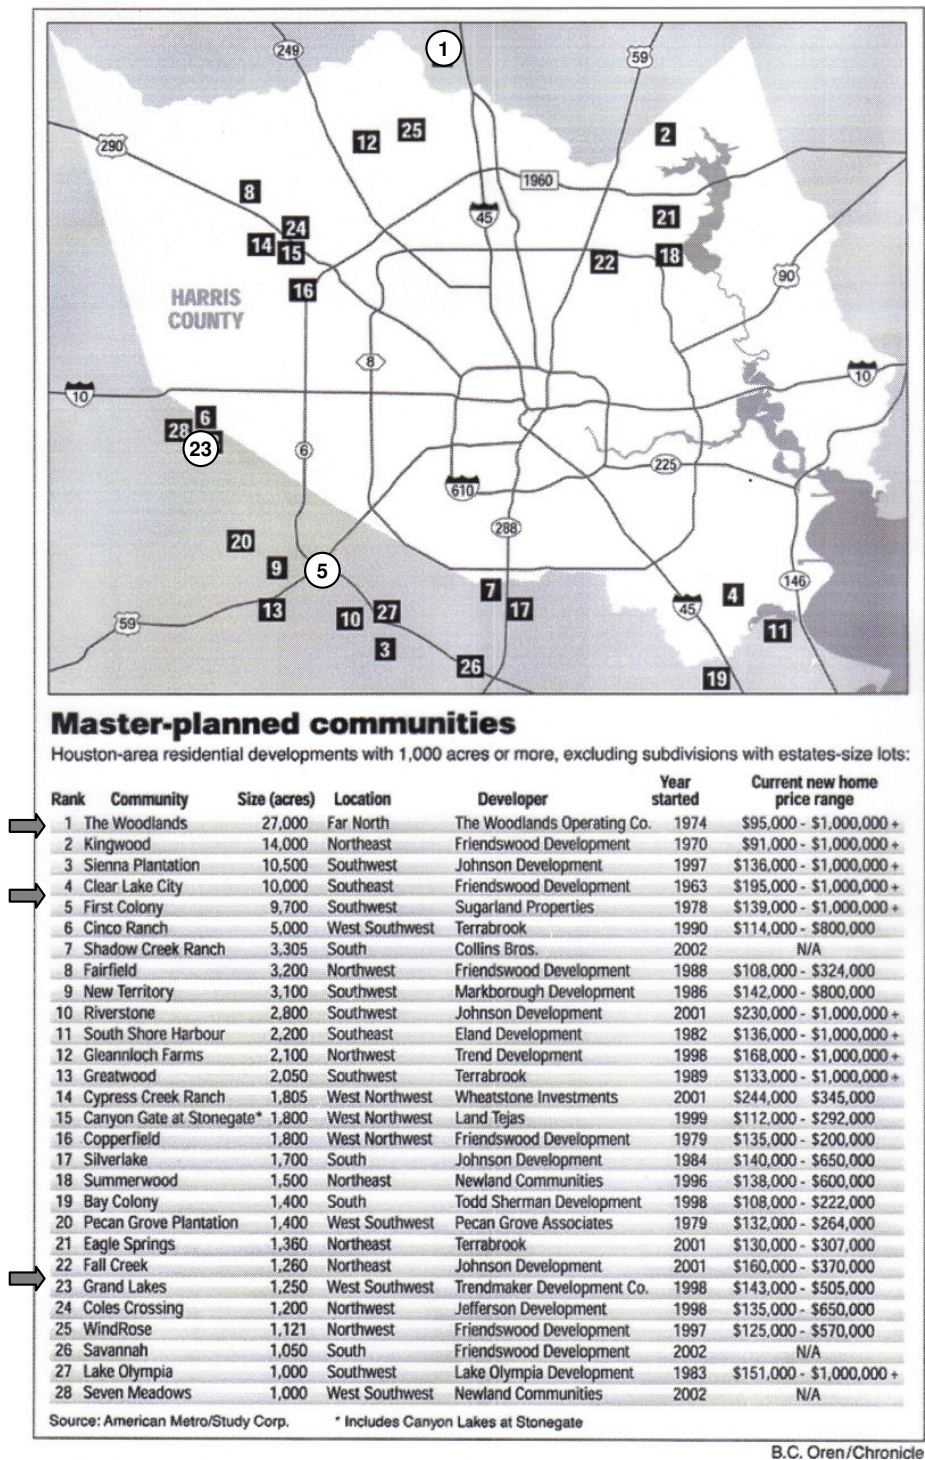 1
249
59
25
12
2
290
1960
8
45
21
24
14
15
22
18
90
16
HARRIS
COUNTY
8
10
10
6
28
23
6
225
610
288
20
5
9
146
7
4
45
13
27
17
59
10
11
3
26
19
Master-planned communities
Houston-area residential developments with 1,000 acres or more, excluding subdivisions with estates-size lots:
Rank Community Size (acres) Location Developer Year started Current new home price range
1 The Woodlands 27,000 Far North The Woodlands Operating Co. 1974 $95,000 - $1,000,000 +
2 Kingwood 14,000 Northeast Friendswood Development 1970 $91,000 - $1,000,000 +
3 Sienna Plantation 10,500 Southwest Johnson Development 1997 $136,000 - $1,000,000 +
4 Clear Lake City 10,000 Southeast Friendswood Development 1963 $195,000 - $1,000,000 +
5 First Colony 9,700 Southwest Sugarland Properties 1978 $139,000 - $1,000,000 +
6 Cinco Ranch 5,000 West Southwest Terrabrook 1990 $114,000 - $800,000
7 Shadow Creek Ranch 3,305 South Collins Bros. 2002 N/A
8 Fairfield 3,200 Northwest Friendswood Development 1988 $108,000 - $324,000
9 New Territory 3,100 Southwest Markborough Development 1986 $142,000 - $800,000
10 Riverstone 2,800 Southwest Johnson Development 2001 $230,000 - $1,000,000 +
11 South Shore Harbour 2,200 Southeast Eland Development 1982 $136,000 - $1,000,000 +
12 Gleannloch Farms 2,100 Northwest Trend Development 1998 $168,000 - $1,000,000 +
13 Greatwood 2,050 Southwest Terrabrook 1989 $133,000 - $1,000,000 +
14 Cypress Creek Ranch 1,805 West Northwest Wheatstone Investments 2001 $244,000 $345,000
15 Canyon Gate at Stonegate* 1,800 West Northwest Land Tejas 1999 $112,000 - $292,000
16 Copperfield 1,800 West Northwest Friendswood Development 1979 $135,000 - $200,000
17 Silverlake 1,700 South Johnson Development 1984 $140,000 - $650,000
18 Summerwood 1,500 Northeast Newland Communities 1996 $138,000 - $600,000
19 Bay Colony 1,400 South Todd Sherman Development 1998 $108,000 - $222,000
20 Pecan Grove Plantation 1,400 West Southwest Pecan Grove Associates 1979 $132,000 - $264,000
21 Eagle Springs 1,360 Northeast Terrabrook 2001 $130,000 - $307,000
22 Fall Creek 1,260 Northeast Johnson Development 2001 $160,000 - $370,000
23 Grand Lakes 1,250 West Southwest Trendmaker Development Co. 1998 $143,000 - $505,000
24 Coles Crossing 1,200 Northwest Jefferson Development 1998 $135,000 - $650,000
25 WindRose 1,121 Northwest Friendswood Development 1997 $125,000 - $570,000
26 Savannah 1,050 South Friendswood Development 2002 N/A
27 Lake Olympia 1,000 Southwest Lake Olympia Development 1983 $151,000 - $1,000,000 +
28 Seven Meadows 1,000 West Southwest Newland Communities 2002 N/A
Source: American Metro/Study Corp. * Includes Canyon Lakes at Stonegate
B.C. Oren/Chronicle